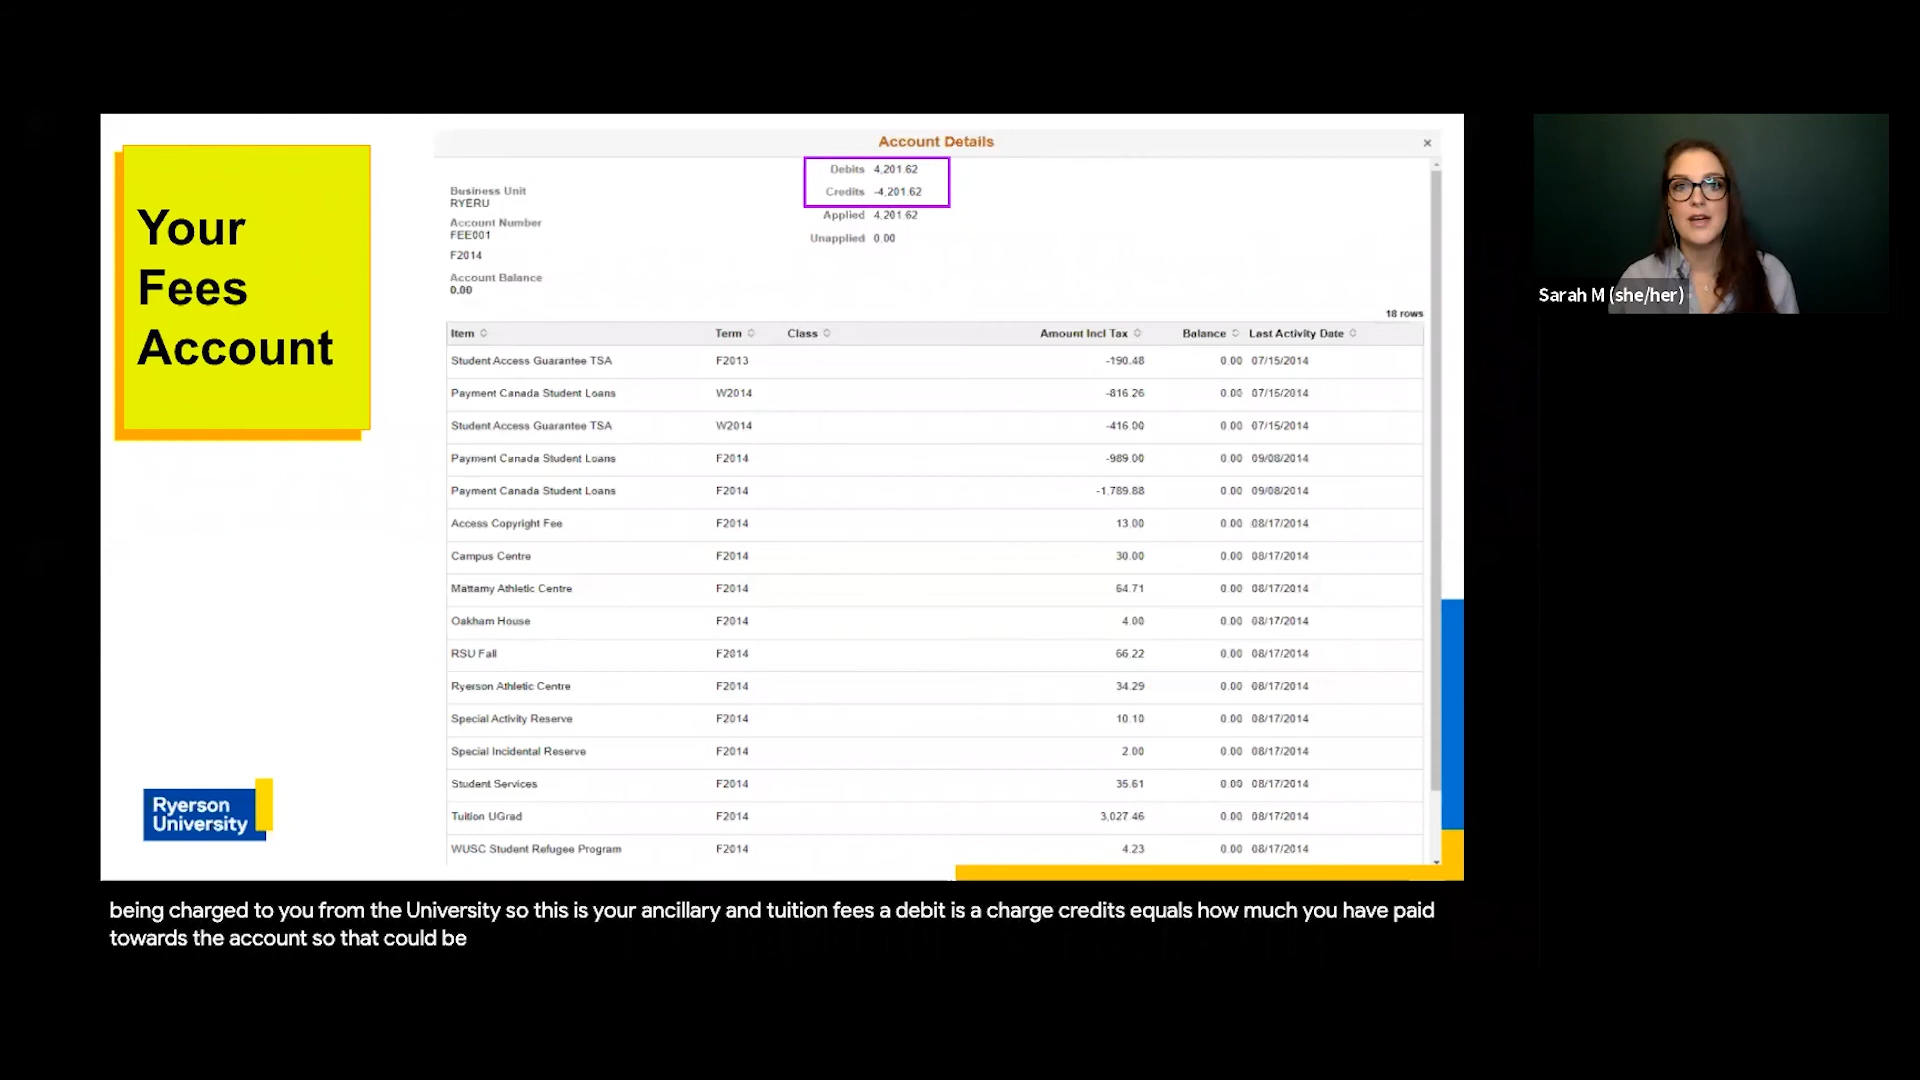 Your
Fees
Account
Account Details
×
Debits 4,201.62
Credits -4,201.62
Applied 4,201.62
Unapplied 0.00
Business Unit
RYERU
Account Number
FEE001
F2014
Account Balance
0.00
18 rows
Item Term Class Amount Incl Tax Balance Last Activity Date
Student Access Guarantee TSA F2013 -190.48 0.00 07/15/2014
Payment Canada Student Loans W2014 -816.26 0.00 07/15/2014
Student Access Guarantee TSA W2014 -416.00 0.00 07/15/2014
Payment Canada Student Loans F2014 -989.00 0.00 09/08/2014
Payment Canada Student Loans F2014 -1,789.88 0.00 09/08/2014
Access Copyright Fee F2014 13.00 0.00 08/17/2014
Campus Centre F2014 30.00 0.00 08/17/2014
Mattamy Athletic Centre F2014 64.71 0.00 08/17/2014
Oakham House F2014 4.00 0.00 08/17/2014
RSU Fall F2014 66.22 0.00 08/17/2014
Ryerson Athletic Centre F2014 34.29 0.00 08/17/2014
Special Activity Reserve F2014 10.10 0.00 08/17/2014
Special Incidental Reserve F2014 2.00 0.00 08/17/2014
Student Services F2014 35.61 0.00 08/17/2014
Tuition UGrad F2014 3,027.46 0.00 08/17/2014
WUSC Student Refugee Program F2014 4.23 0.00 08/17/2014
Ryerson
University
Sarah M (she/her)
being charged to you from the University so this is your ancillary and tuition fees a debit is a charge credits equals how much you have paid
towards the account so that could be